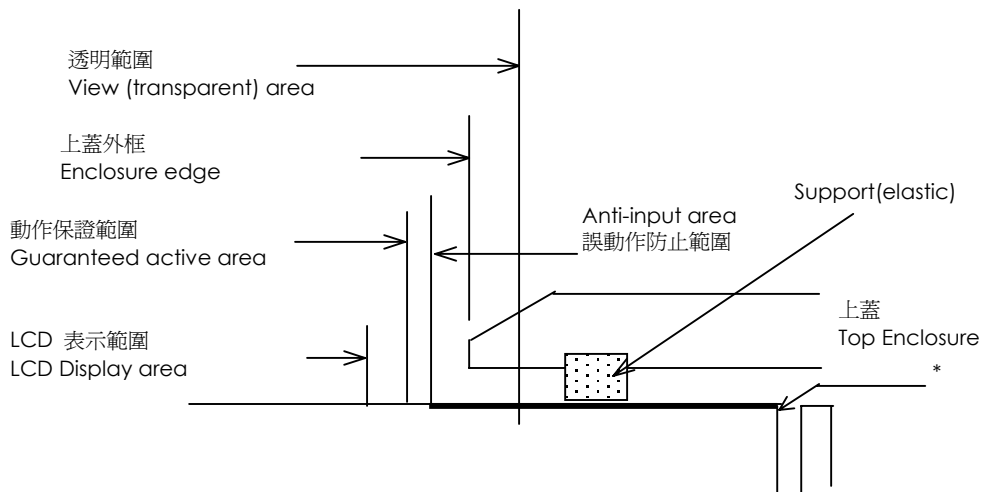 透明範圍
View (transparent) area
上蓋外框
Enclosure edge
Support(elastic)
動作保證範圍
Guaranteed active area
Anti-input area
誤動作防止範圍
上蓋
Top Enclosure
LCD 表示範圍
LCD Display area
*